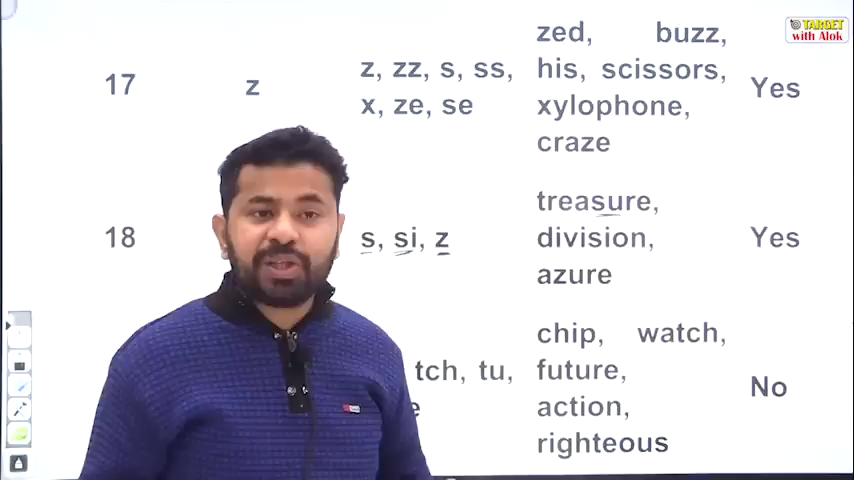 TARGET
with Alok
17 z z, zz, s, ss, x, ze, se zed, buzz, his, scissors, xylophone, craze Yes
18 s, si, z treasure, division, azure Yes
tch, tu, chip, watch, future, action, righteous No